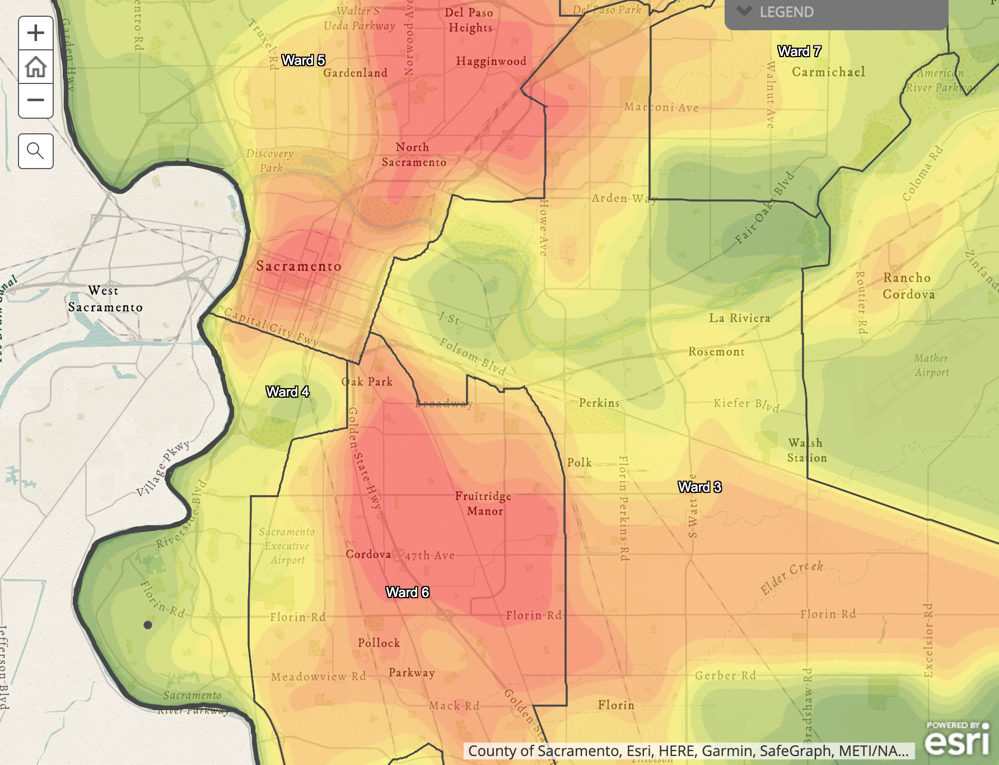 LEGEND
Walter S
Ueda Parkway
Del Paso
Heights
Del Paso Park
Garden Hwy
entro Rd
Truxel Rd
Norwood Ave
Ward 5
Gardenland
Hagginwood
Ward 7
Carmichael
Walnut Ave
American
River Parkway
Marconi Ave
Discovery
Park
North
Sacramento
Arden Way
Howe Ave
Fair Oaks Blvd
Coloma Rd
Sacramento
West
Sacramento
Capital City Fwy
J St
Folsom Blvd
Rancho
Cordova
Routier Rd
Zinfande
La Riviera
Rosemont
Mather
Airport
Ward 4
Oak Park
Broadway
Perkins
Kiefer Blvd
Golden State Hwy
Walsh
Station
Village Pkwy
Polk
Florin Perkins Rd
Ward 3
S Watt
e
Fruitridge
Manor
Riverside Blvd
Sacramento
Executive
Airport
Cordova
47th Ave
Elder Creek
Ward 6
Florin Rd
Florin Rd
Florin Rd
Florin Rd
Excelsior Rd
Pollock
Parkway
Meadowview Rd
Gerber Rd
Bradshaw Rd
Jefferson Blvd
Sacramento
River Parkway
Mack Rd
Golden Sta
Florin
County of Sacramento, Esri, HERE, Garmin, SafeGraph, METI/NA...
POWERED BY
esri